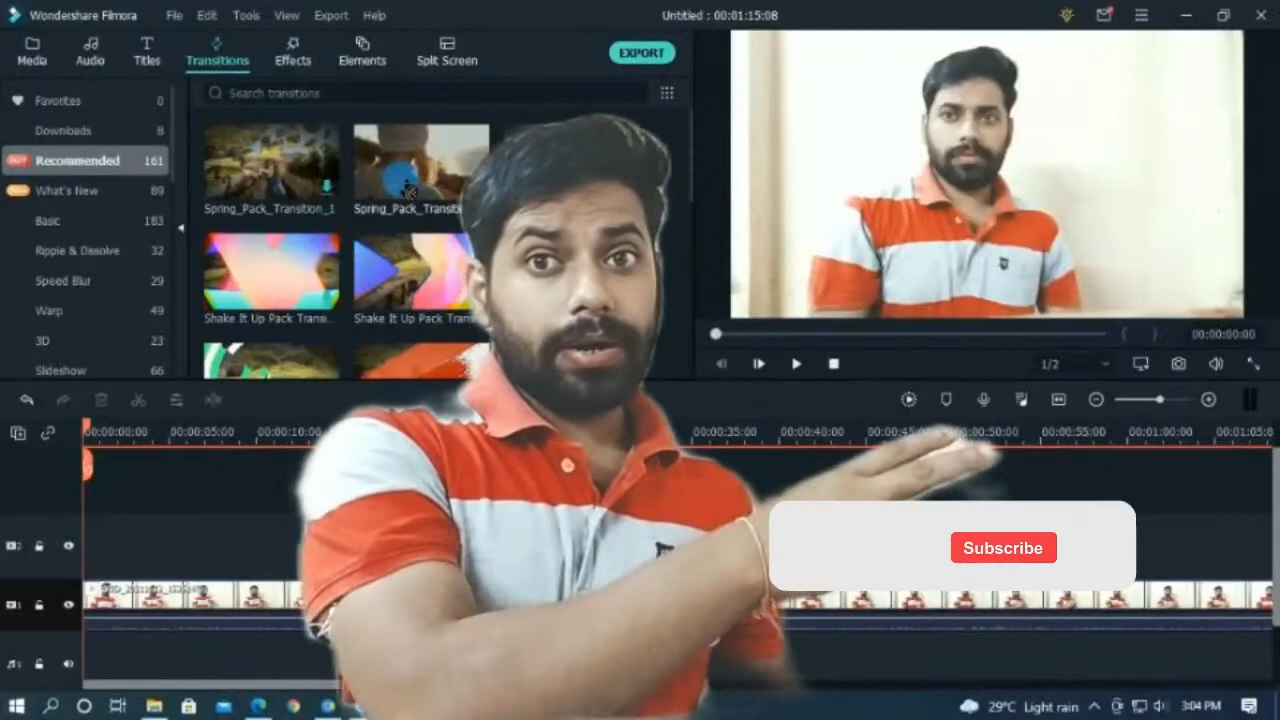 Wondershare Filmora File Edit Tools View Export Help Untitled : 00:01:15:08
Media Audio Titles Transitions Effects Elements Split Screen EXPORT
Search transitions
Favorites 0
Downloads 8
HOT Recommended 161
What's New 89
Basic 183
Ripple & Dissolve 32
Speed Blur 29
Warp 49
3D 23
Slideshow 66
Spring_Pack_Transition_1 Spring_Pack_Transiti
Shake It Up Pack Transi... Shake It Up Pack Trans
00:00:00:00
1/2
00:00:00:00 00:00:05:00 00:00:10:00 00:00:35:00 00:00:40:00 00:00:45:00 00:00:50:00 00:00:55:00 00:01:00:00 00:01:05:0
Subscribe
29°C Light rain 3:04 PM